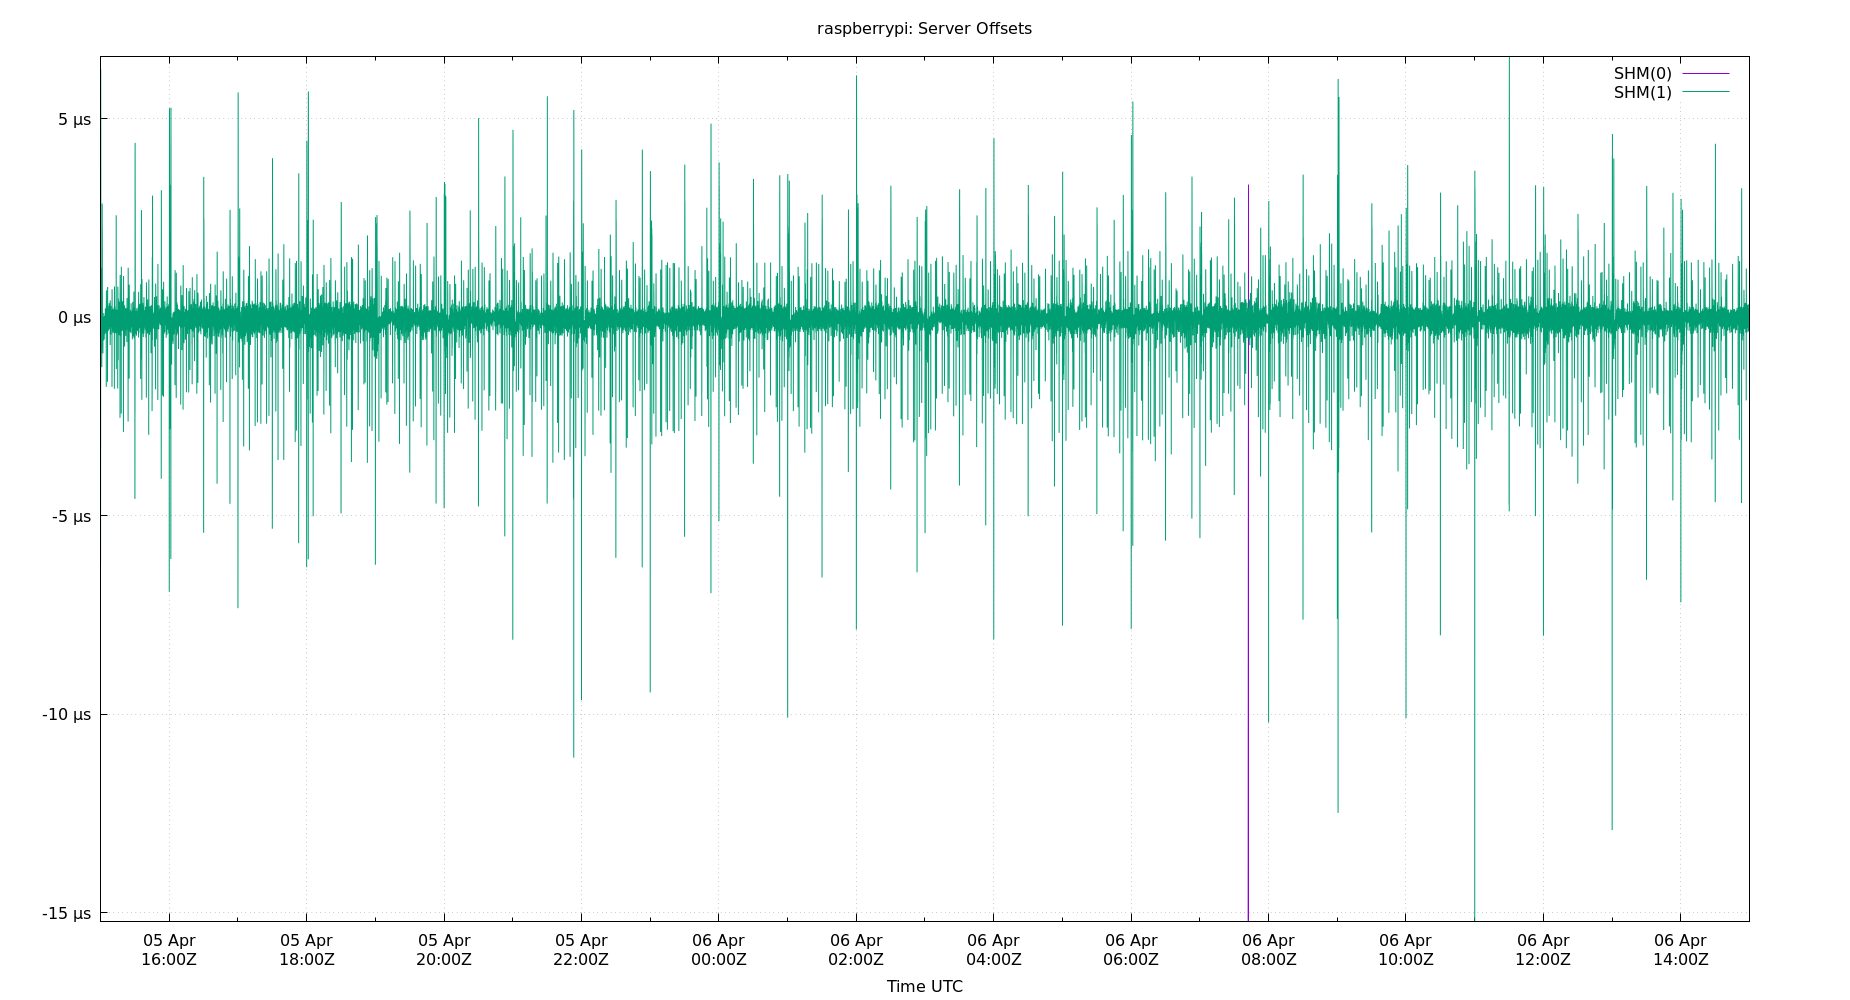 raspberrypi: Server Offsets
SHM(0)
SHM(1)
5 µs
0 µs
-5 µs
-10 µs
-15 µs
05 Apr 05 Apr 05 Apr 05 Apr 06 Apr 06 Apr 06 Apr 06 Apr 06 Apr 06 Apr 06 Apr 06 Apr
16:00Z 18:00Z 20:00Z 22:00Z 00:00Z 02:00Z 04:00Z 06:00Z 08:00Z 10:00Z 12:00Z 14:00Z
Time UTC